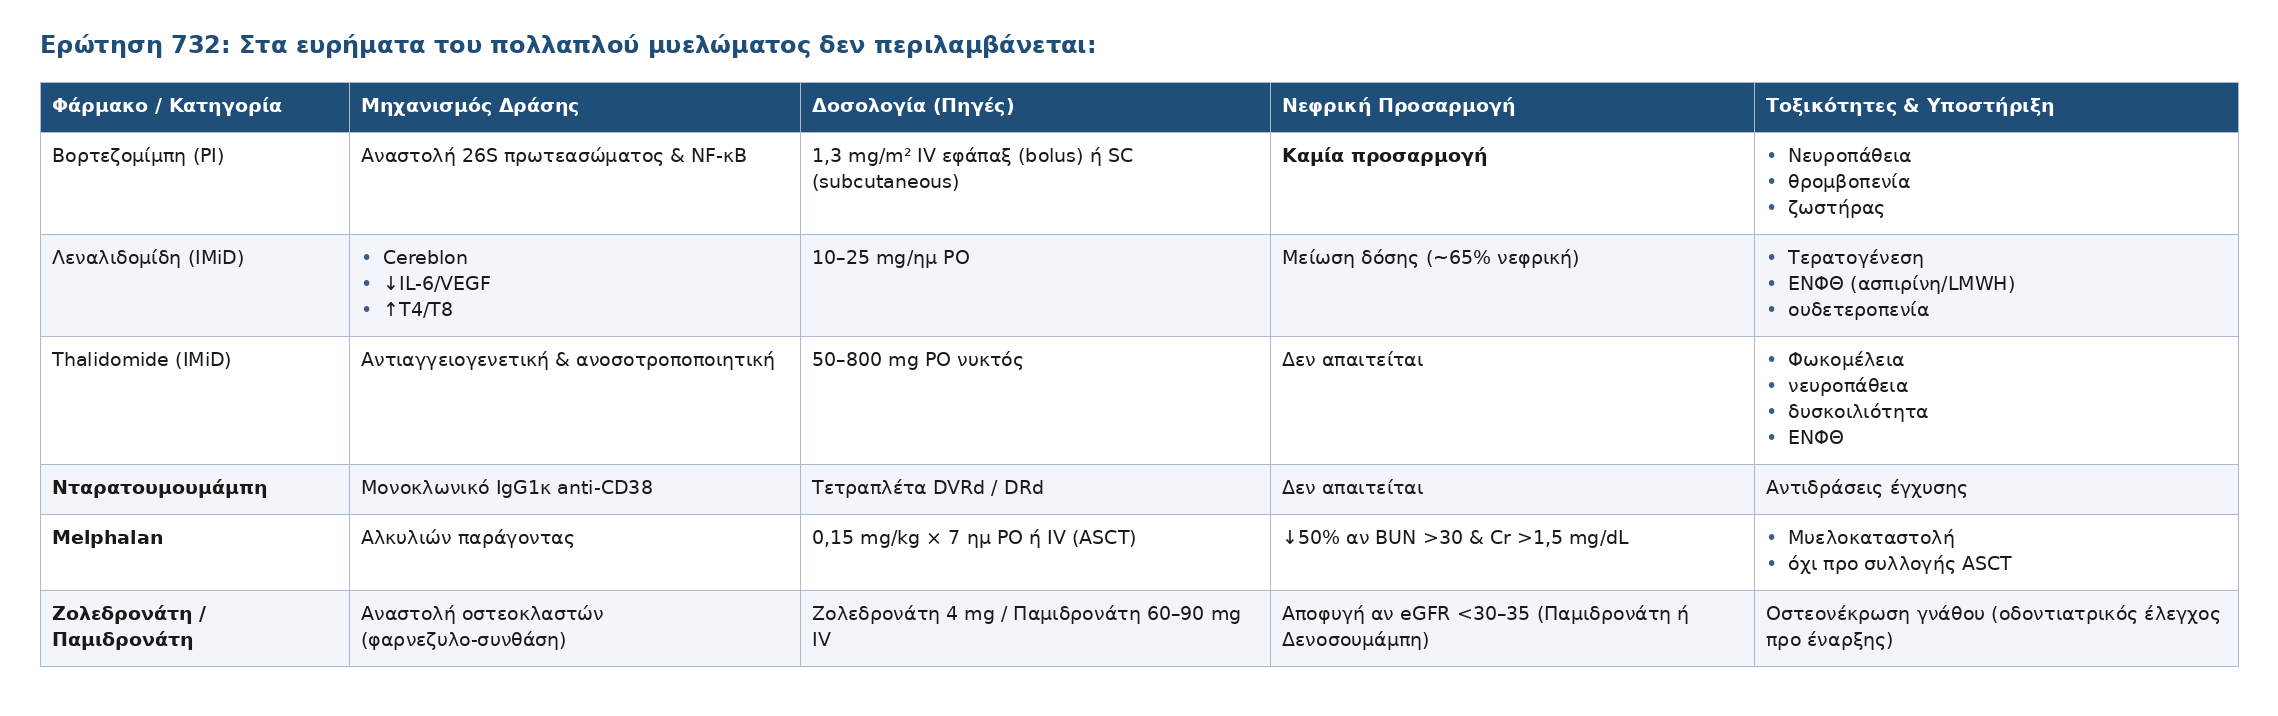 Ερώτηση 732: Στα ευρήματα του πολλαπλού μυελώματος δεν περιλαμβάνεται:
Φάρμακο / Κατηγορία
Μηχανισμός Δράσης
Δοσολογία (Πηγές)
Νεφρική Προσαρμογή
Τοξικότητες & Υποστήριξη
Βορτεζομίμπη (PI)
Αναστολή 26S πρωτεασώματος & NF-κB
1,3 mg/m² IV εφάπαξ (bolus) ή SC
(subcutaneous)
Καμία προσαρμογή
• Νευροπάθεια
• θρομβοπενία
• ζωστήρας
Λεναλιδομίδη (IMiD)
• Cereblon
• ↓IL-6/VEGF
• ↑T4/T8
10–25 mg/ημ PO
Μείωση δόσης (~65% νεφρική)
• Τερατογένεση
• ΕΝΦΘ (ασπιρίνη/LMWH)
• ουδετεροπενία
Thalidomide (IMiD)
Αντιαγγειογενετική & ανοσοτροποποιητική
50–800 mg PO νυκτός
Δεν απαιτείται
• Φωκομέλεια
• νευροπάθεια
• δυσκοιλιότητα
• ΕΝΦΘ
Νταρατουμουμάμπη
Μονοκλωνικό IgG1κ anti-CD38
Τετραπλέτα DVRd / DRd
Δεν απαιτείται
Αντιδράσεις έγχυσης
Melphalan
Αλκυλιών παράγοντας
0,15 mg/kg × 7 ημ PO ή IV (ASCT)
↓50% αν BUN >30 & Cr >1,5 mg/dL
• Μυελοκαταστολή
• όχι προ συλλογής ASCT
Ζολεδρονάτη /
Παμιδρονάτη
Αναστολή οστεοκλαστών
(φαρνεζυλο-συνθάση)
Ζολεδρονάτη 4 mg / Παμιδρονάτη 60–90 mg
IV
Αποφυγή αν eGFR <30–35 (Παμιδρονάτη ή
Δενοσουμάμπη)
Οστεονέκρωση γνάθου (οδοντιατρικός έλεγχος
προ έναρξης)